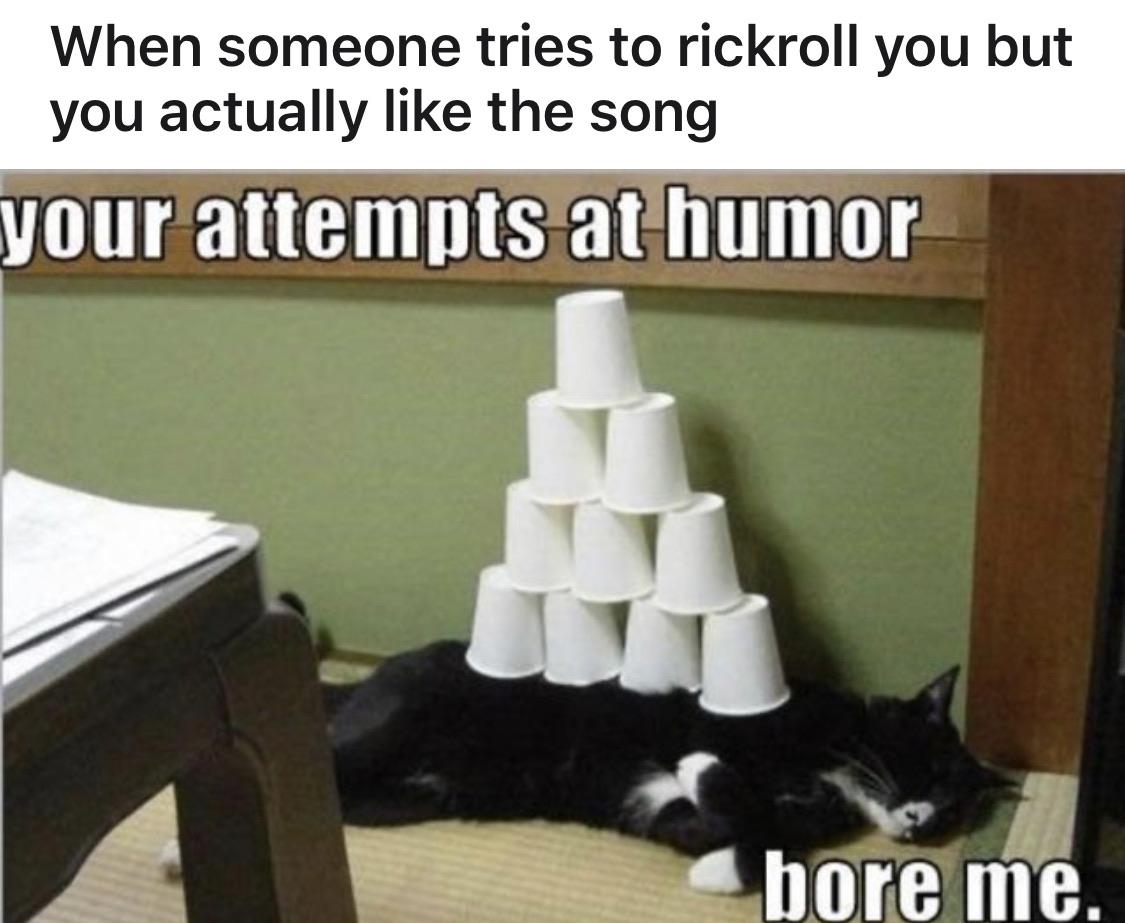 When someone tries to rickroll you but
you actually like the song
your attempts at humor
bore me.